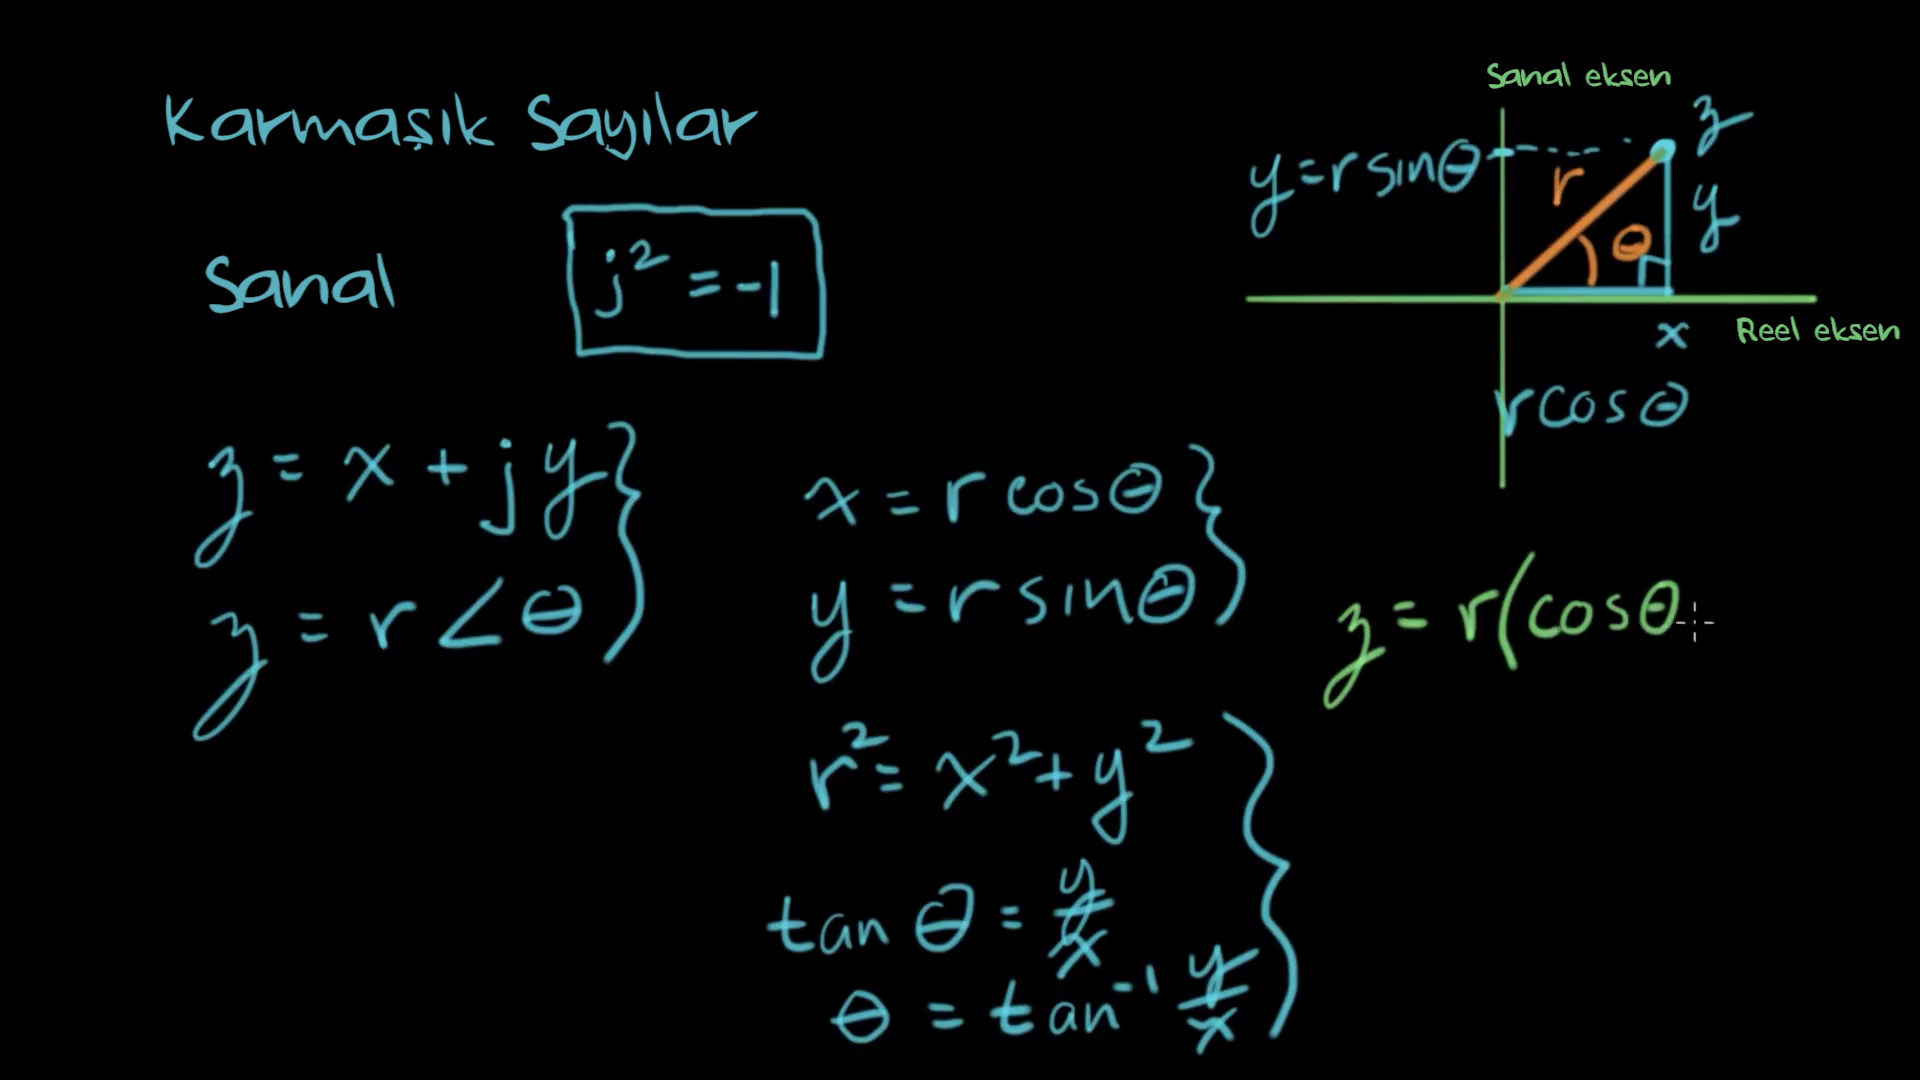 Karmaşık Sayılar
Sanal
j² = -1
z = x + jy
z = r∠θ
x = r cosθ
y = r sinθ
r² = x² + y²
tan θ = y/x
θ = tan⁻¹ y/x
Sanal eksen
z
y = r sinθ
r
y
θ
x
Reel eksen
r cosθ
z = r(cosθ